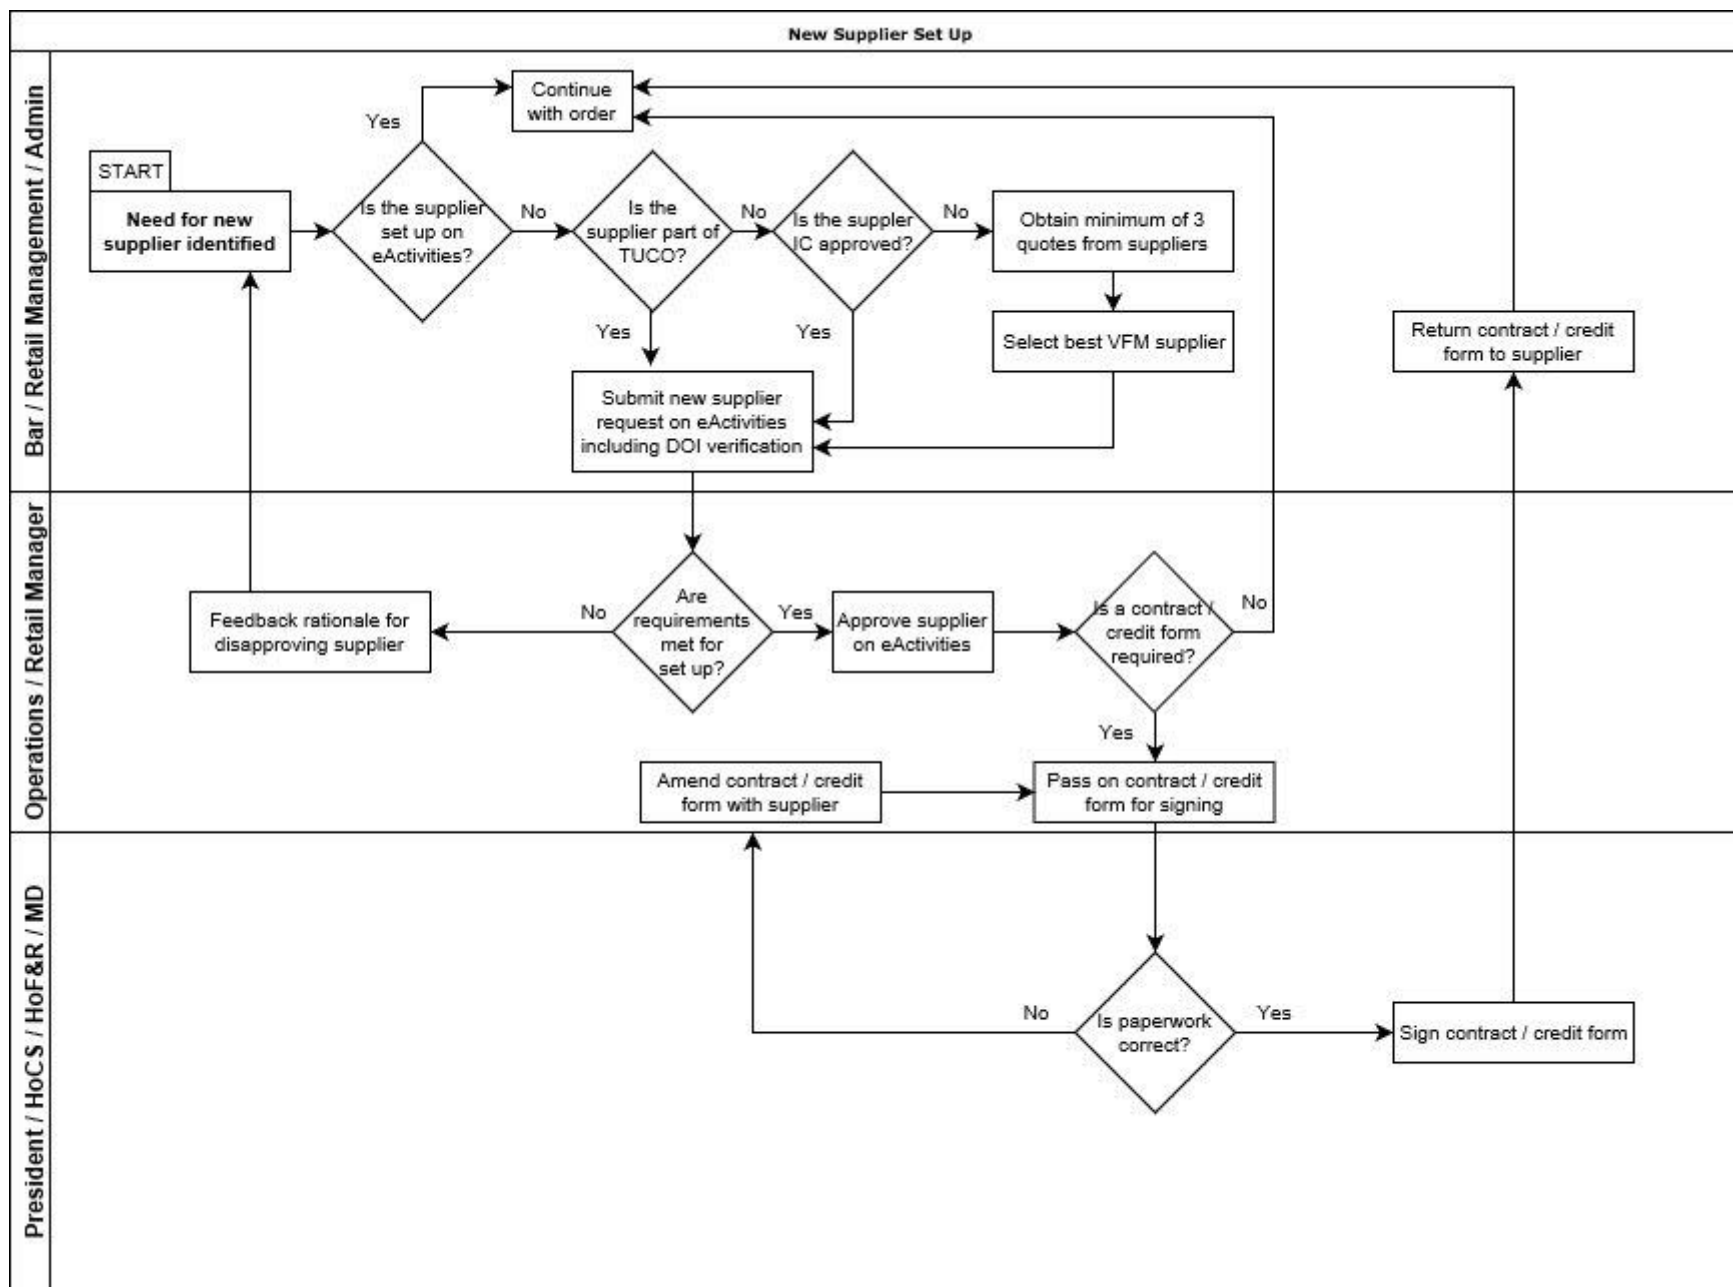 New Supplier Set Up
Bar / Retail Management / Admin
Continue
with order
Yes
START
Need for new
supplier identified
Is the supplier
set up on
eActivities?
No
Is the
supplier part of
TUCO?
No
Is the suppler
IC approved?
No
Obtain minimum of 3
quotes from suppliers
Yes
Yes
Select best VFM supplier
Return contract / credit
form to supplier
Submit new supplier
request on eActivities
including DOI verification
Operations / Retail Manager
Feedback rationale for
disapproving supplier
No
Are
requirements
met for
set up?
Yes
Approve supplier
on eActivities
Is a contract /
credit form
required?
No
Yes
Amend contract / credit
form with supplier
Pass on contract / credit
form for signing
President / HoCS / HoF&R / MD
No
Is paperwork
correct?
Yes
Sign contract / credit form